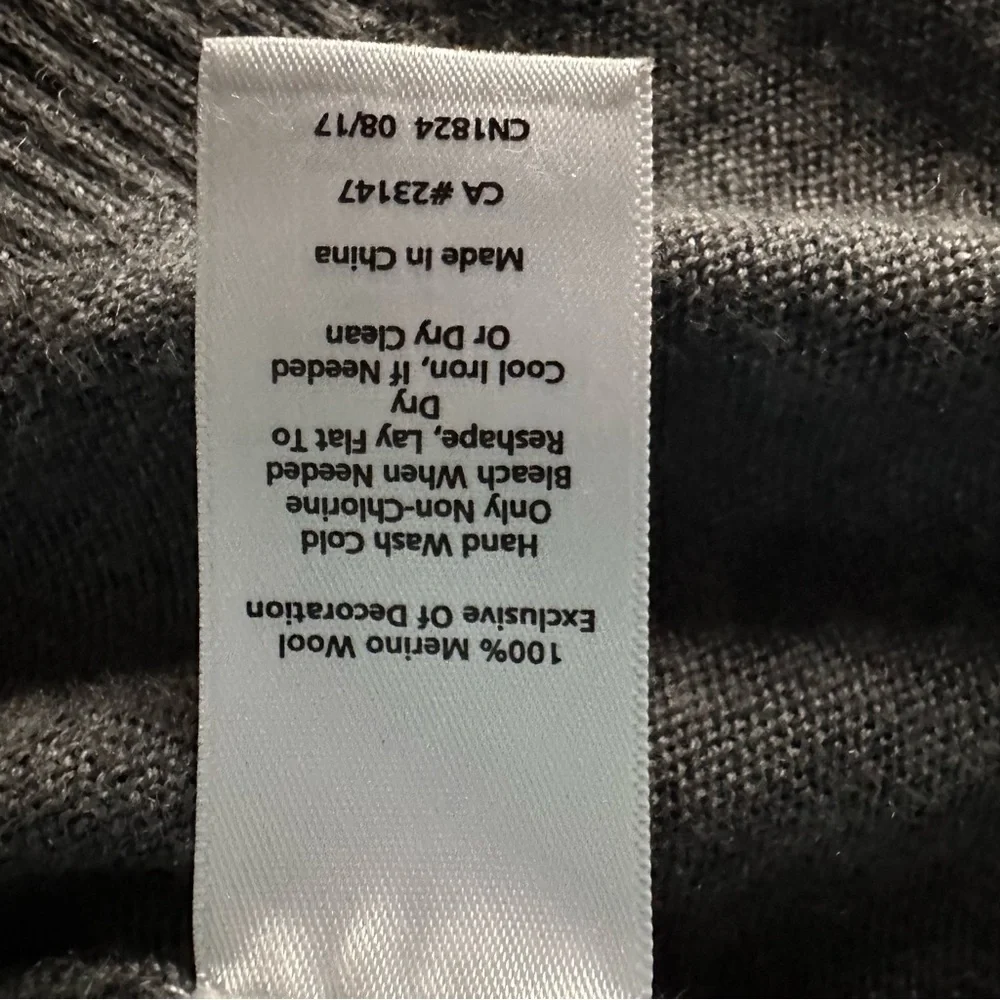 100% Merino Wool
Exclusive Of Decoration
Hand Wash Cold
Only Non-Chlorine
Bleach When Needed
Reshape, Lay Flat To
Dry
Cool Iron, If Needed
Or Dry Clean
Made In China
CA #23147
CN1824 08/17